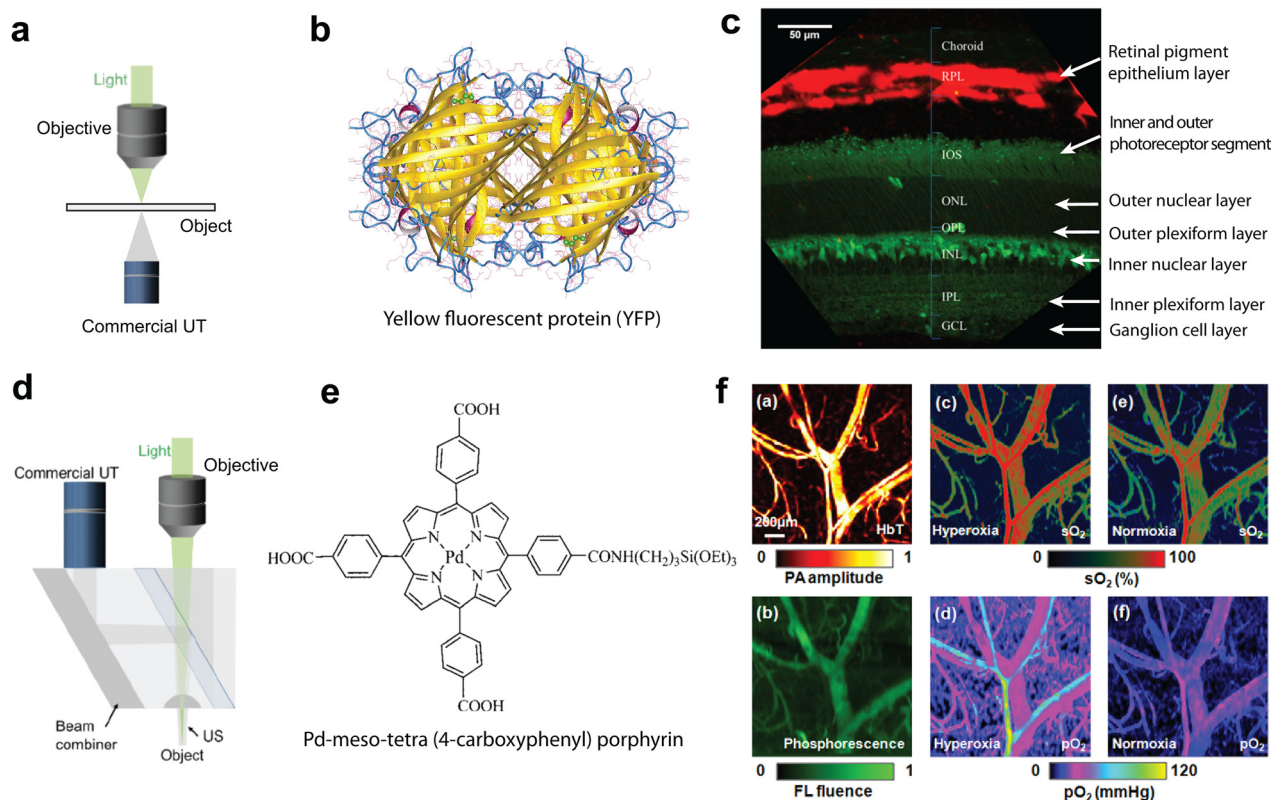 a
Light
Objective
Object
Commercial UT
b
Yellow fluorescent protein (YFP)
c
50 µm
Choroid
RPL
IOS
ONL
OPL
INL
IPL
GCL
Retinal pigment
epithelium layer
Inner and outer
photoreceptor segment
Outer nuclear layer
Outer plexiform layer
Inner nuclear layer
Inner plexiform layer
Ganglion cell layer
d
Commercial UT
Light
Objective
Beam
combiner
US
Object
e
COOH
HOOC
N
N
Pd
N
N
CONH(CH2)3Si(OEt)3
COOH
Pd-meso-tetra (4-carboxyphenyl) porphyrin
f
(a)
200µm
HbT
0 1
PA amplitude
(c)
Hyperoxia sO2
(e)
Normoxia sO2
0 100
sO2 (%)
(b)
Phosphorescence
0 1
FL fluence
(d)
Hyperoxia pO2
(f)
Normoxia pO2
0 120
pO2 (mmHg)